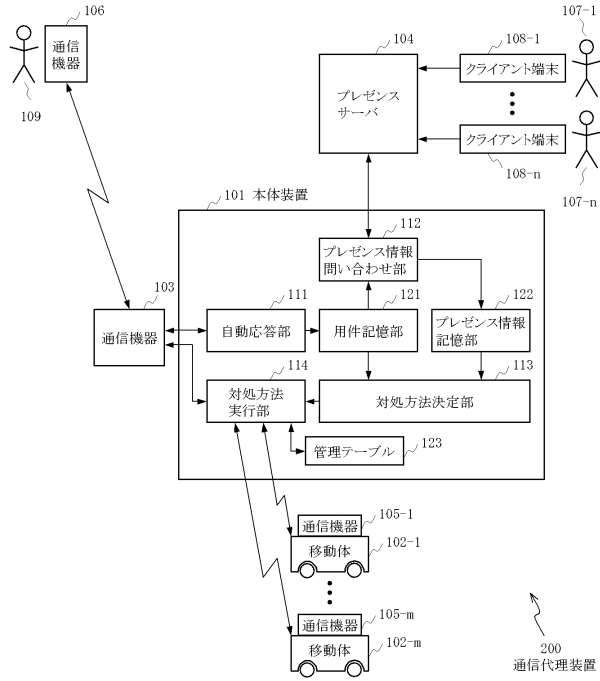 106
通信
機器
109
104
プレゼンス
サーバ
108-1
クライアント端末
107-1
クライアント端末
108-n
107-n
101 本体装置
112
プレゼンス情報
問い合わせ部
103
通信機器
111
自動応答部
121
用件記憶部
122
プレゼンス情報
記憶部
114
対処方法
実行部
113
対処方法決定部
管理テーブル
123
通信機器
105-1
移動体
102-1
通信機器
105-m
移動体
102-m
200
通信代理装置